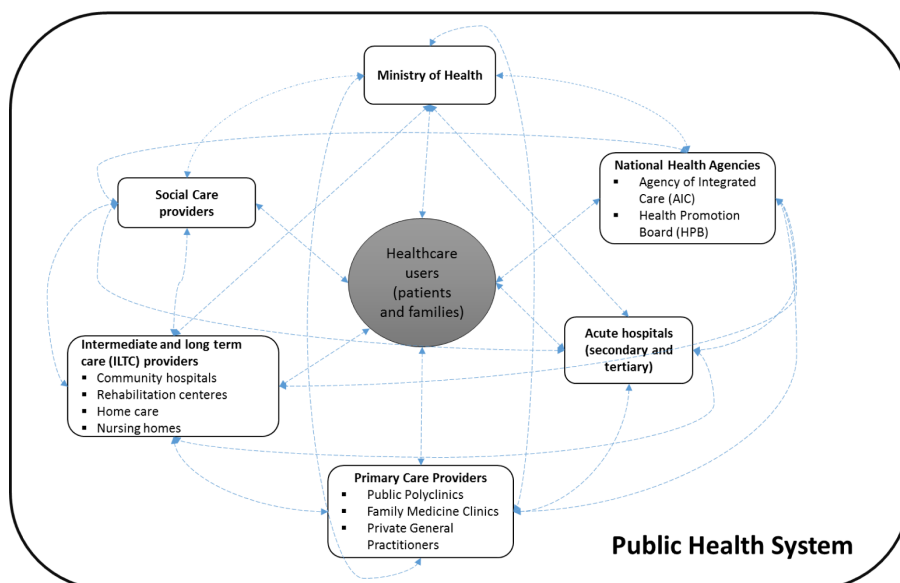 Ministry of Health
National Health Agencies
▪ Agency of Integrated
Care (AIC)
▪ Health Promotion
Board (HPB)
Social Care
providers
Healthcare
users
(patients
and families)
Acute hospitals
(secondary and
tertiary)
Intermediate and long term
care (ILTC) providers
▪ Community hospitals
▪ Rehabilitation centeres
▪ Home care
▪ Nursing homes
Primary Care Providers
▪ Public Polyclinics
▪ Family Medicine Clinics
▪ Private General
Practitioners
Public Health System